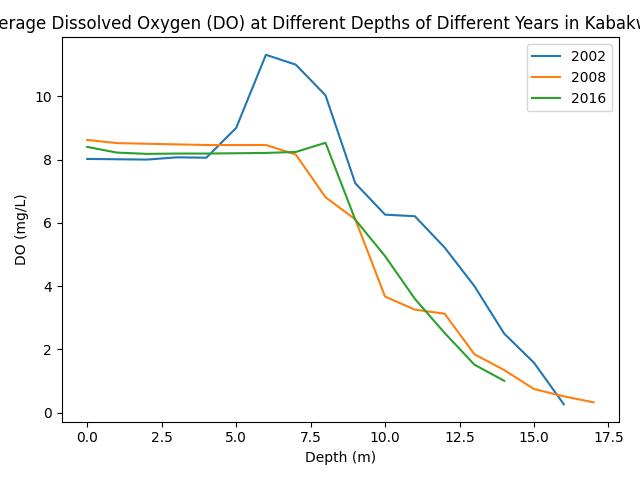 Average Dissolved Oxygen (DO) at Different Depths of Different Years in
2002
2008
2016
10
8
6
4
2
0
DO (mg/L)
0.0 2.5 5.0 7.5 10.0 12.5 15.0 17.5
Depth (m)